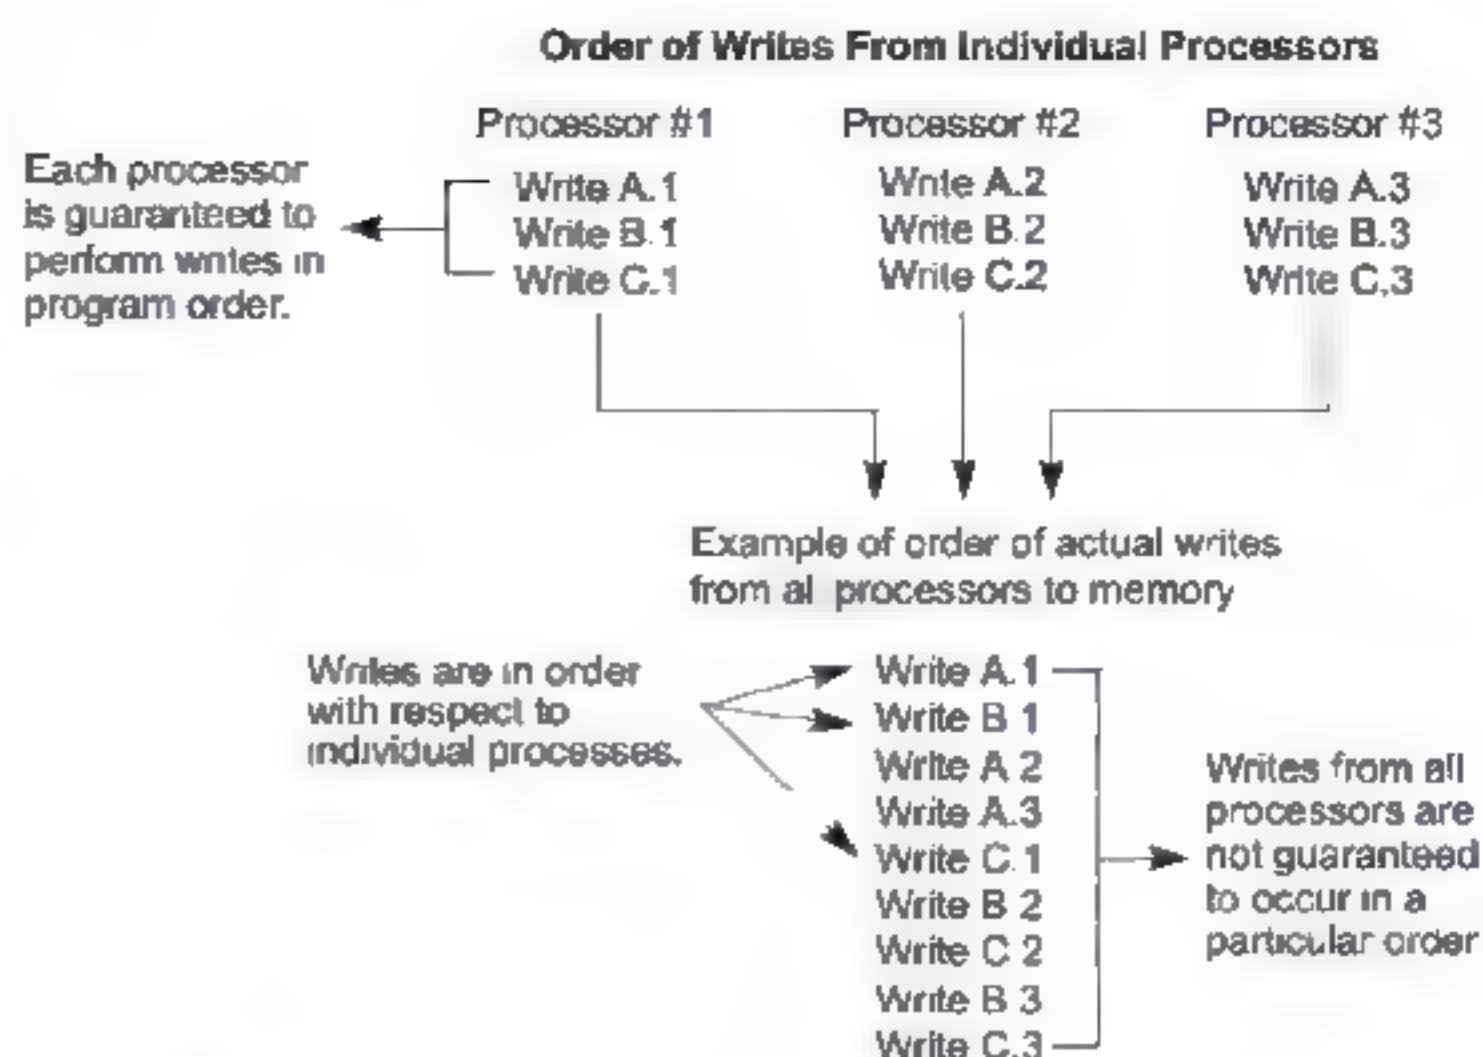 Order of Writes From Individual Processors
Processor #1 Processor #2 Processor #3
Each processor
is guaranteed to
perform writes in
program order.
Write A.1
Write B.1
Write C.1
Write A.2
Write B.2
Write C.2
Write A.3
Write B.3
Write C.3
Example of order of actual writes
from all processors to memory
Writes are in order
with respect to
individual processes.
Write A.1
Write B.1
Write A.2
Write A.3
Write C.1
Write B.2
Write C.2
Write B.3
Write C.3
Writes from all
processors are
not guaranteed
to occur in a
particular order